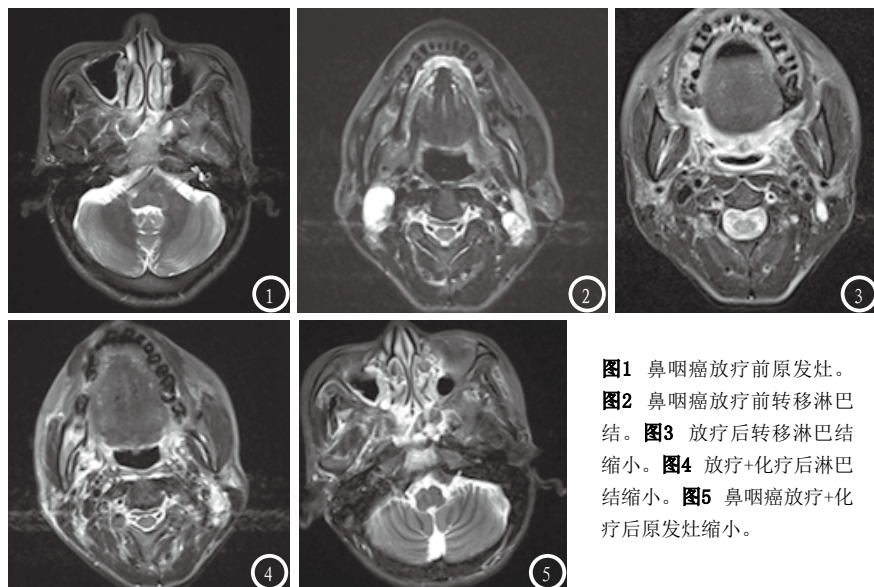 1
2
3
4
5
图1 鼻咽癌放疗前原发灶。
图2 鼻咽癌放疗前转移淋巴
结。图3 放疗后转移淋巴结
缩小。图4 放疗+化疗后淋巴
结缩小。图5 鼻咽癌放疗+化
疗后原发灶缩小。